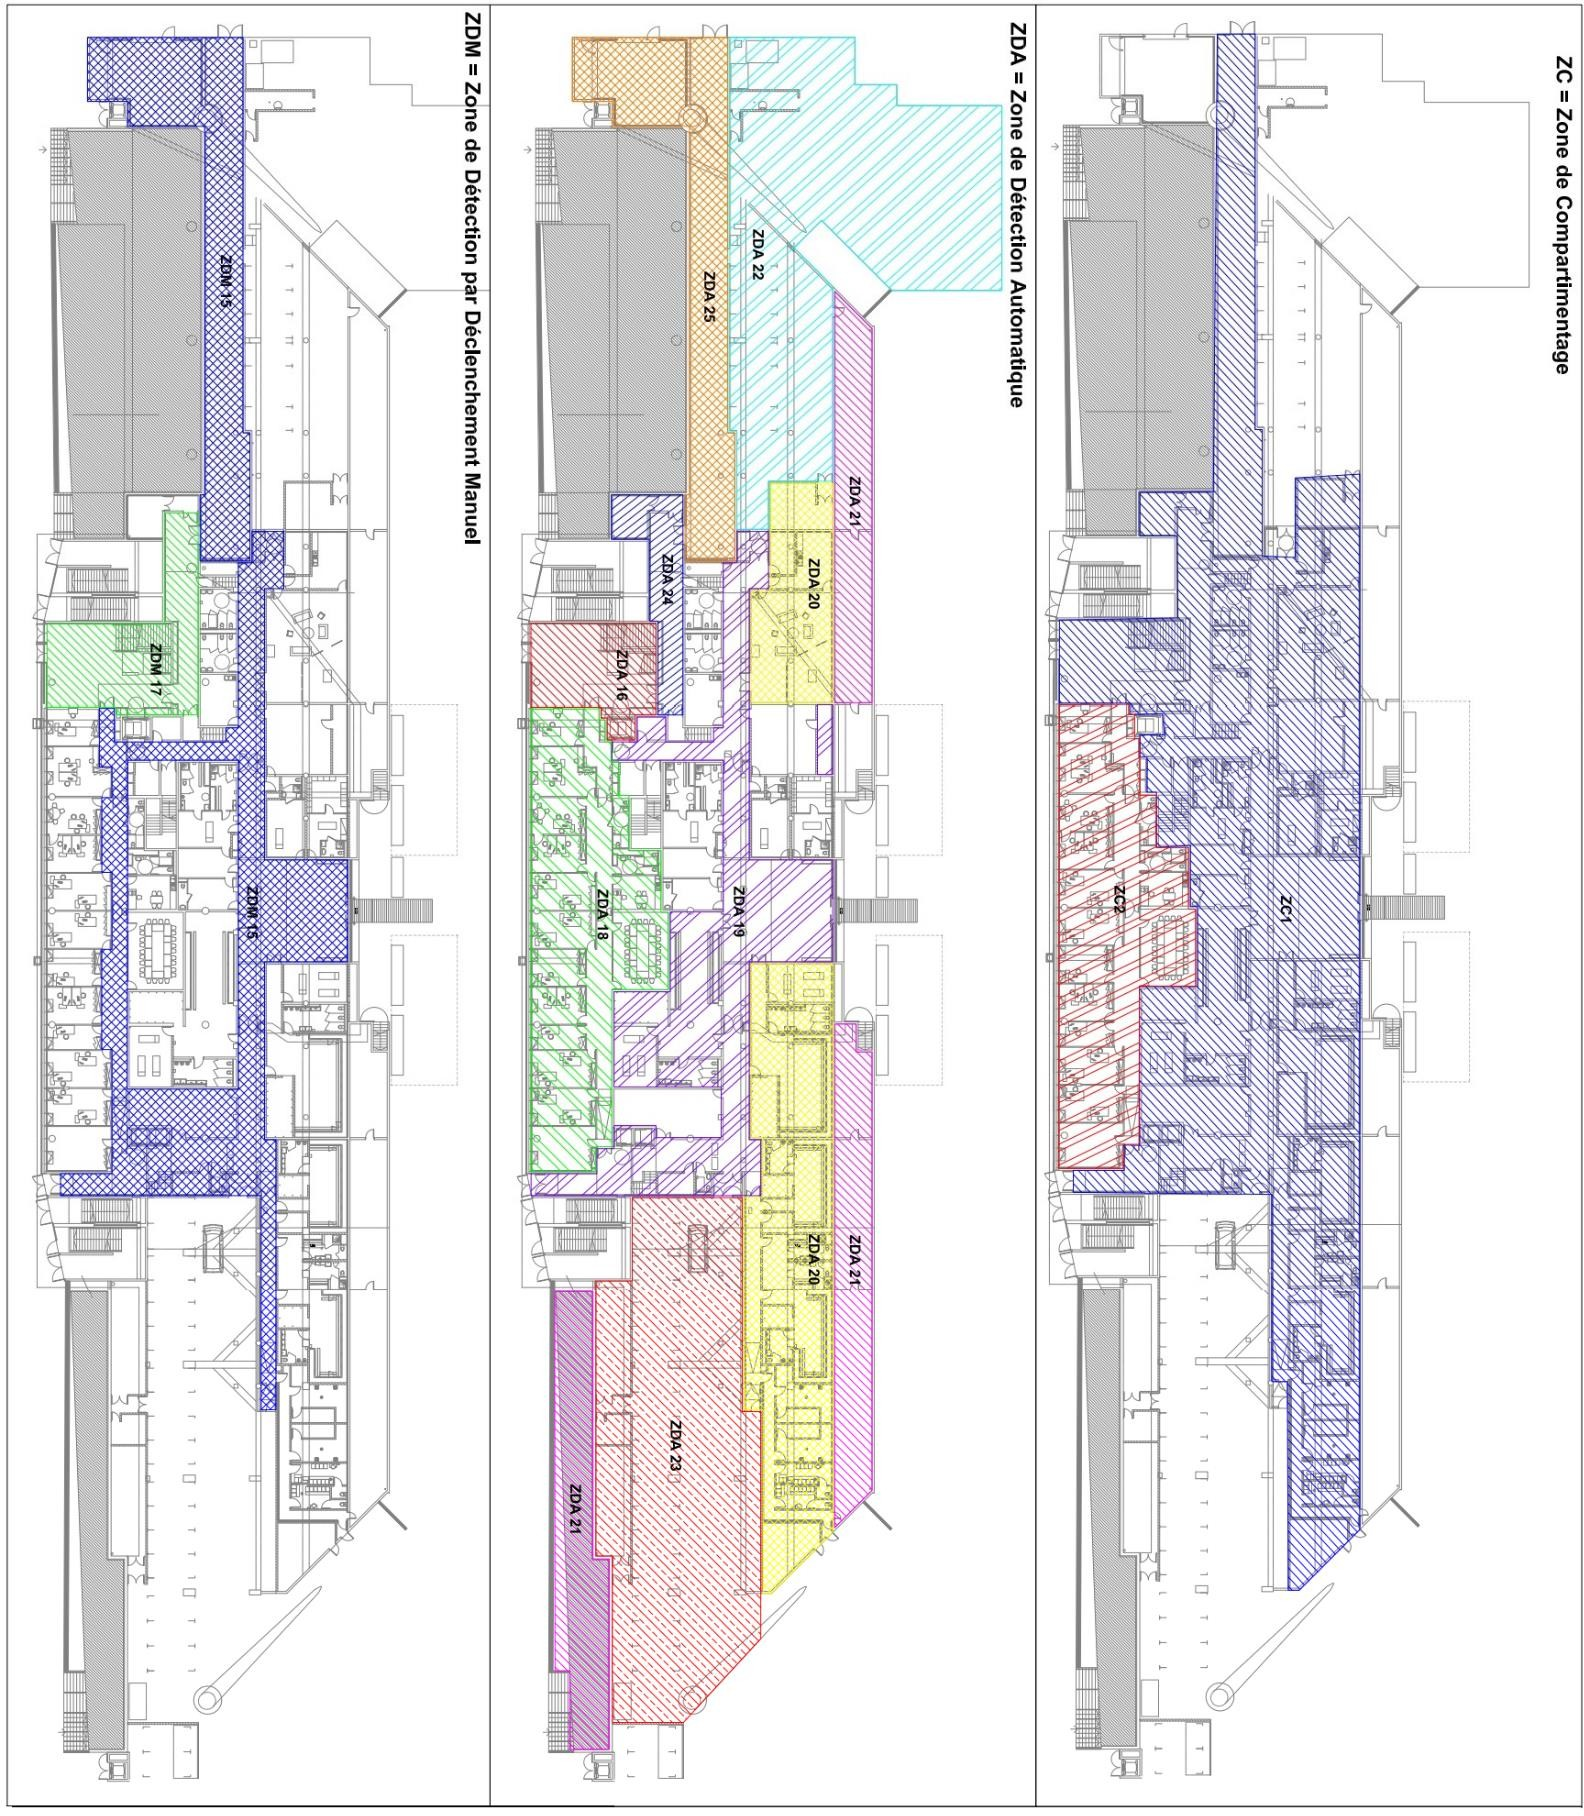 ZC = Zone de Compartimentage
ZC1
ZC2
ZDA = Zone de Détection Automatique
ZDA 22
ZDA 25
ZDA 21
ZDA 20
ZDA 24
ZDA 16
ZDA 19
ZDA 18
ZDA 21
ZDA 20
ZDA 23
ZDA 21
ZDM = Zone de Détection par Déclenchement Manuel
ZDM 15
ZDM 17
ZDM 15